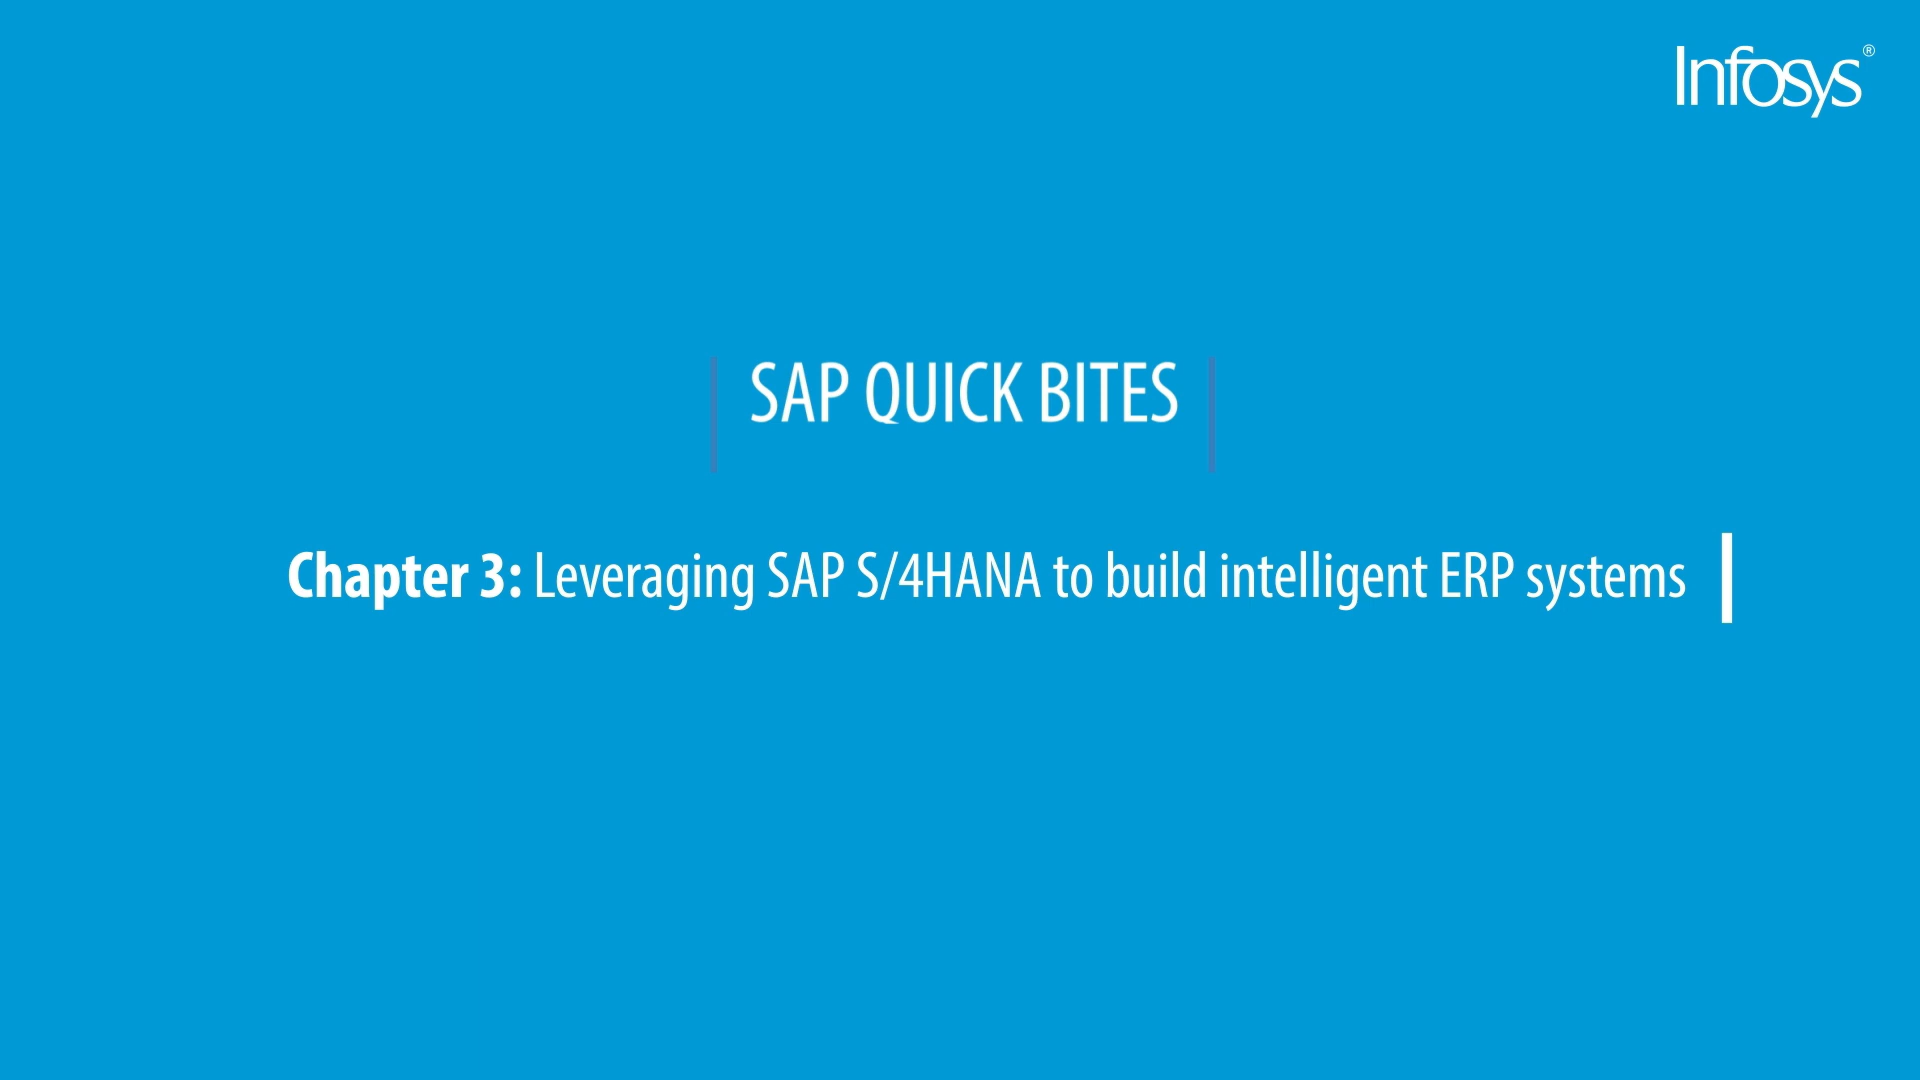 Infosys®
SAP QUICK BITES
Chapter 3: Leveraging SAP S/4HANA to build intelligent ERP systems